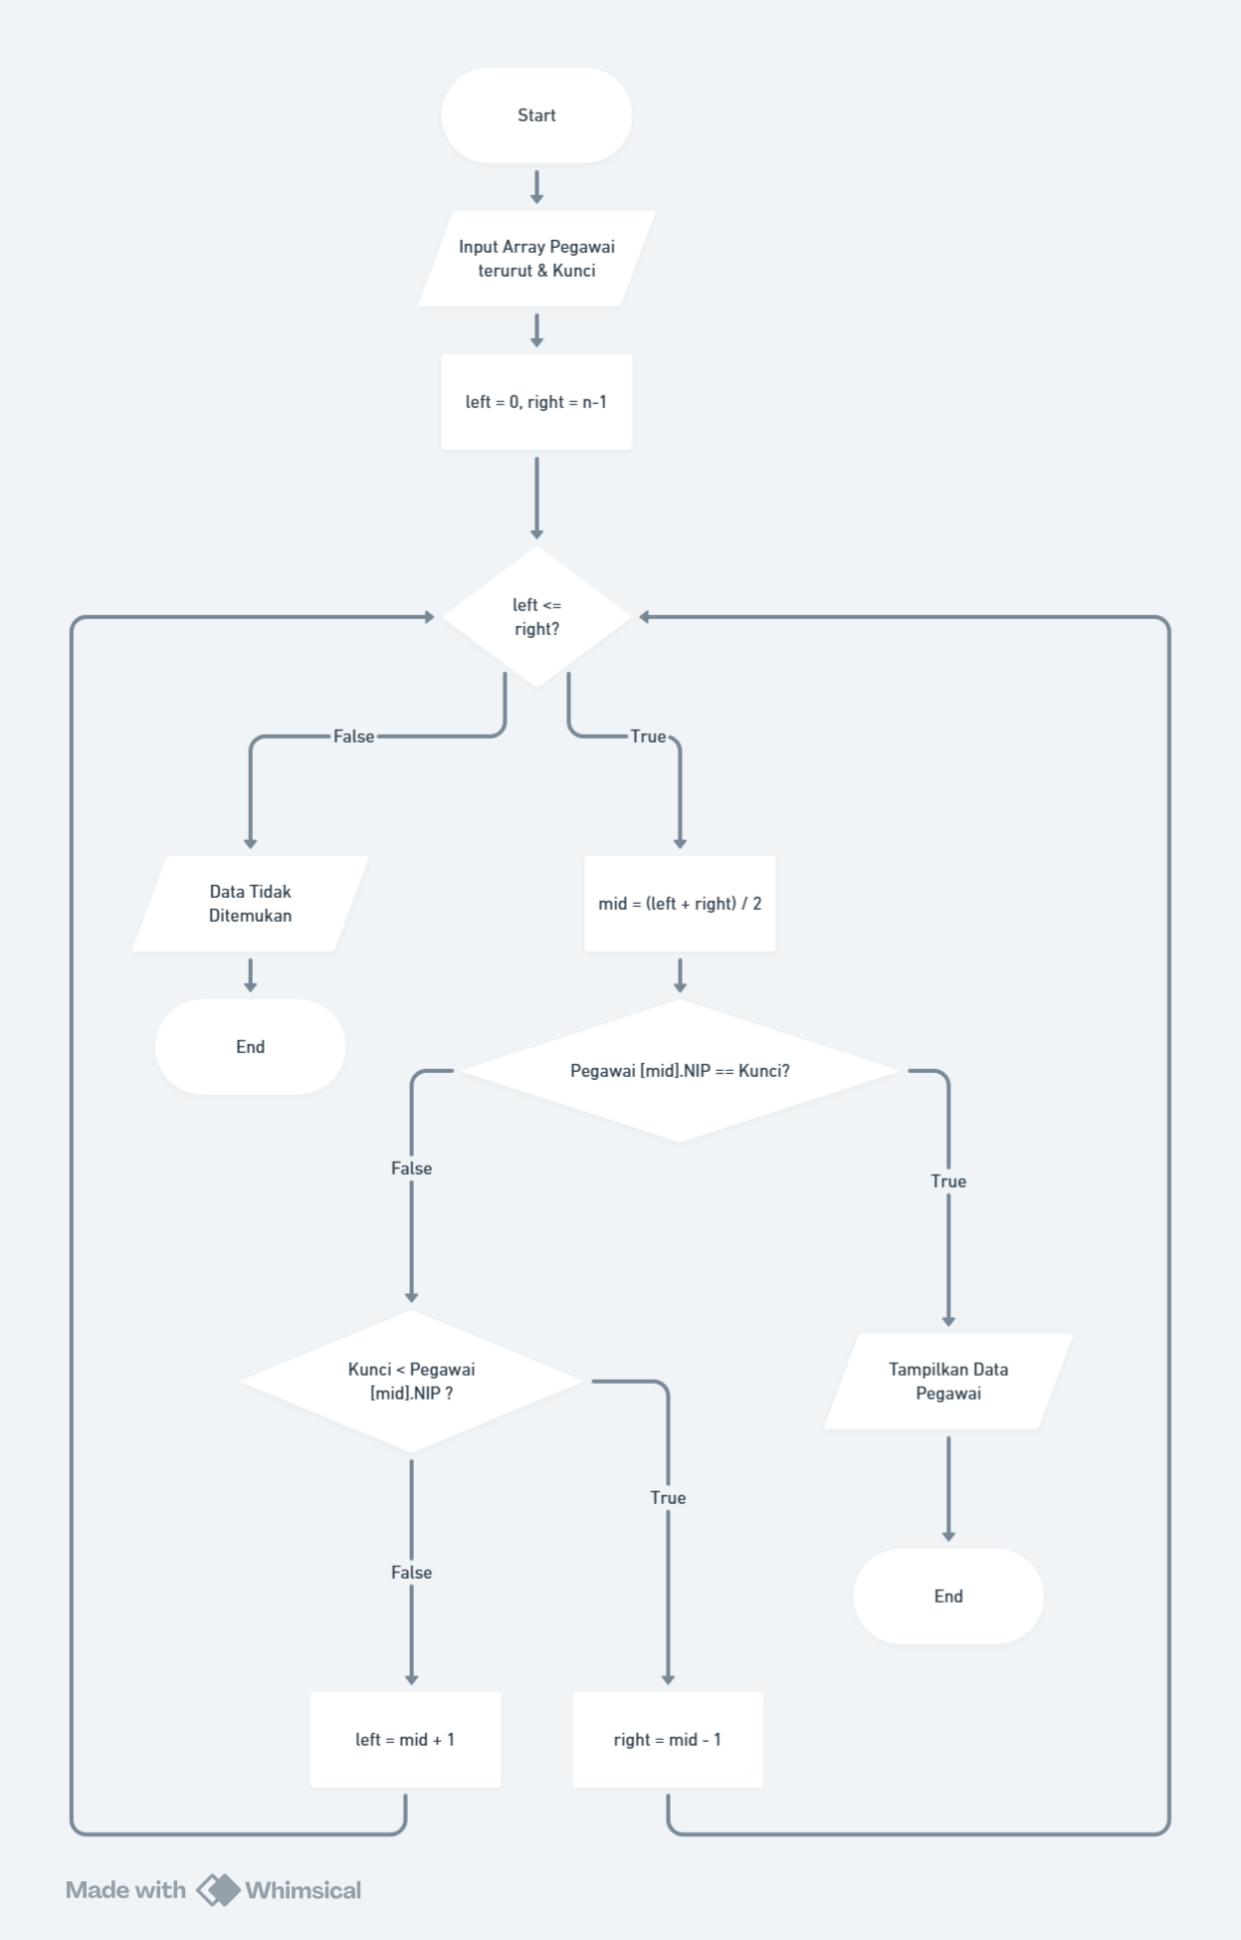 Start
Input Array Pegawai
terurut & Kunci
left = 0, right = n-1
left <=
right?
False
True
Data Tidak
Ditemukan
mid = (left + right) / 2
End
Pegawai [mid].NIP == Kunci?
False
True
Kunci < Pegawai
[mid].NIP ?
Tampilkan Data
Pegawai
True
False
End
left = mid + 1
right = mid - 1
Made with Whimsical